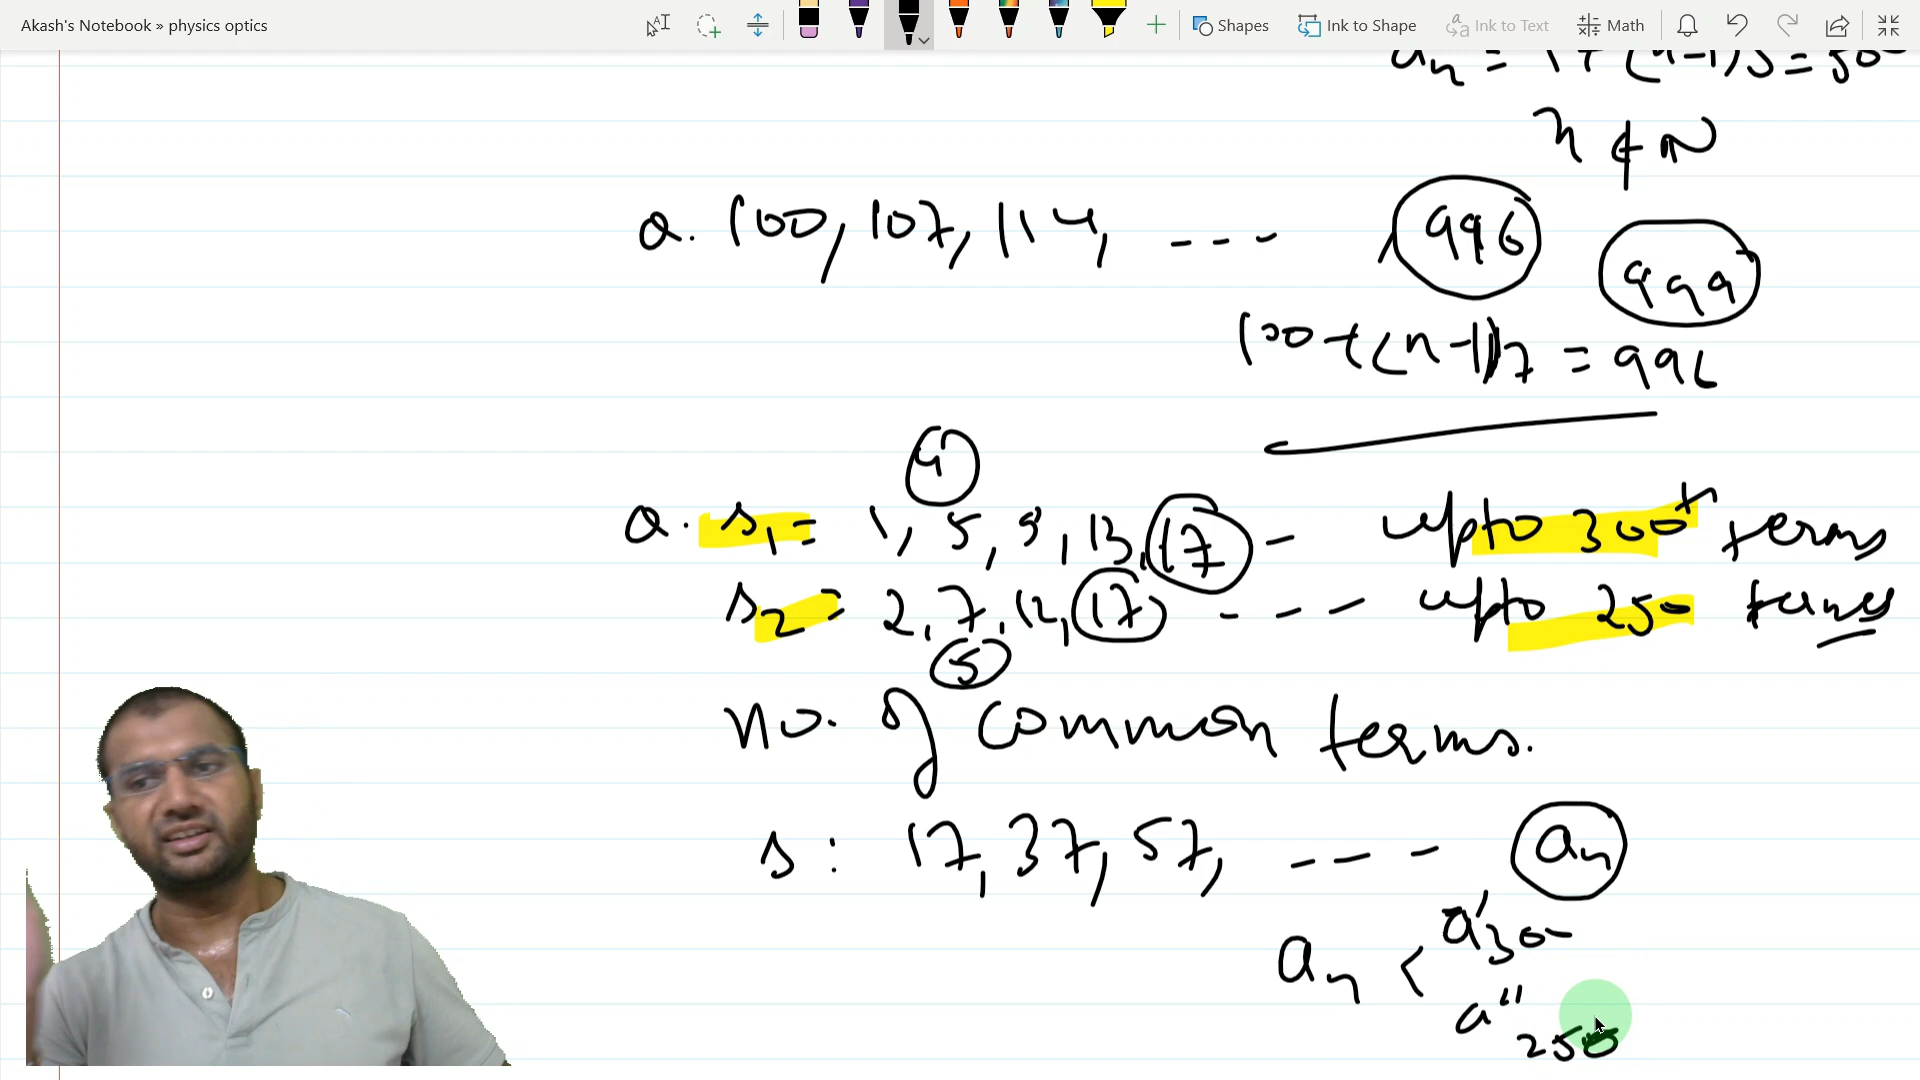 Akash's Notebook » physics optics
Shapes Ink to Shape Ink to Text Math
aₙ = 1 + (n-1)5 = 500
n ∉ N
Q. 100, 107, 114, --- , 996 999
100 + (n-1)7 = 996
4
Q. s₁ = 1, 5, 9, 13, 17 - upto 300 terms
s₂ = 2, 7, 12, 17, --- upto 250 terms
5
no. of common terms.
s : 17, 37, 57, --- aₙ
aₙ < a'300
a''250